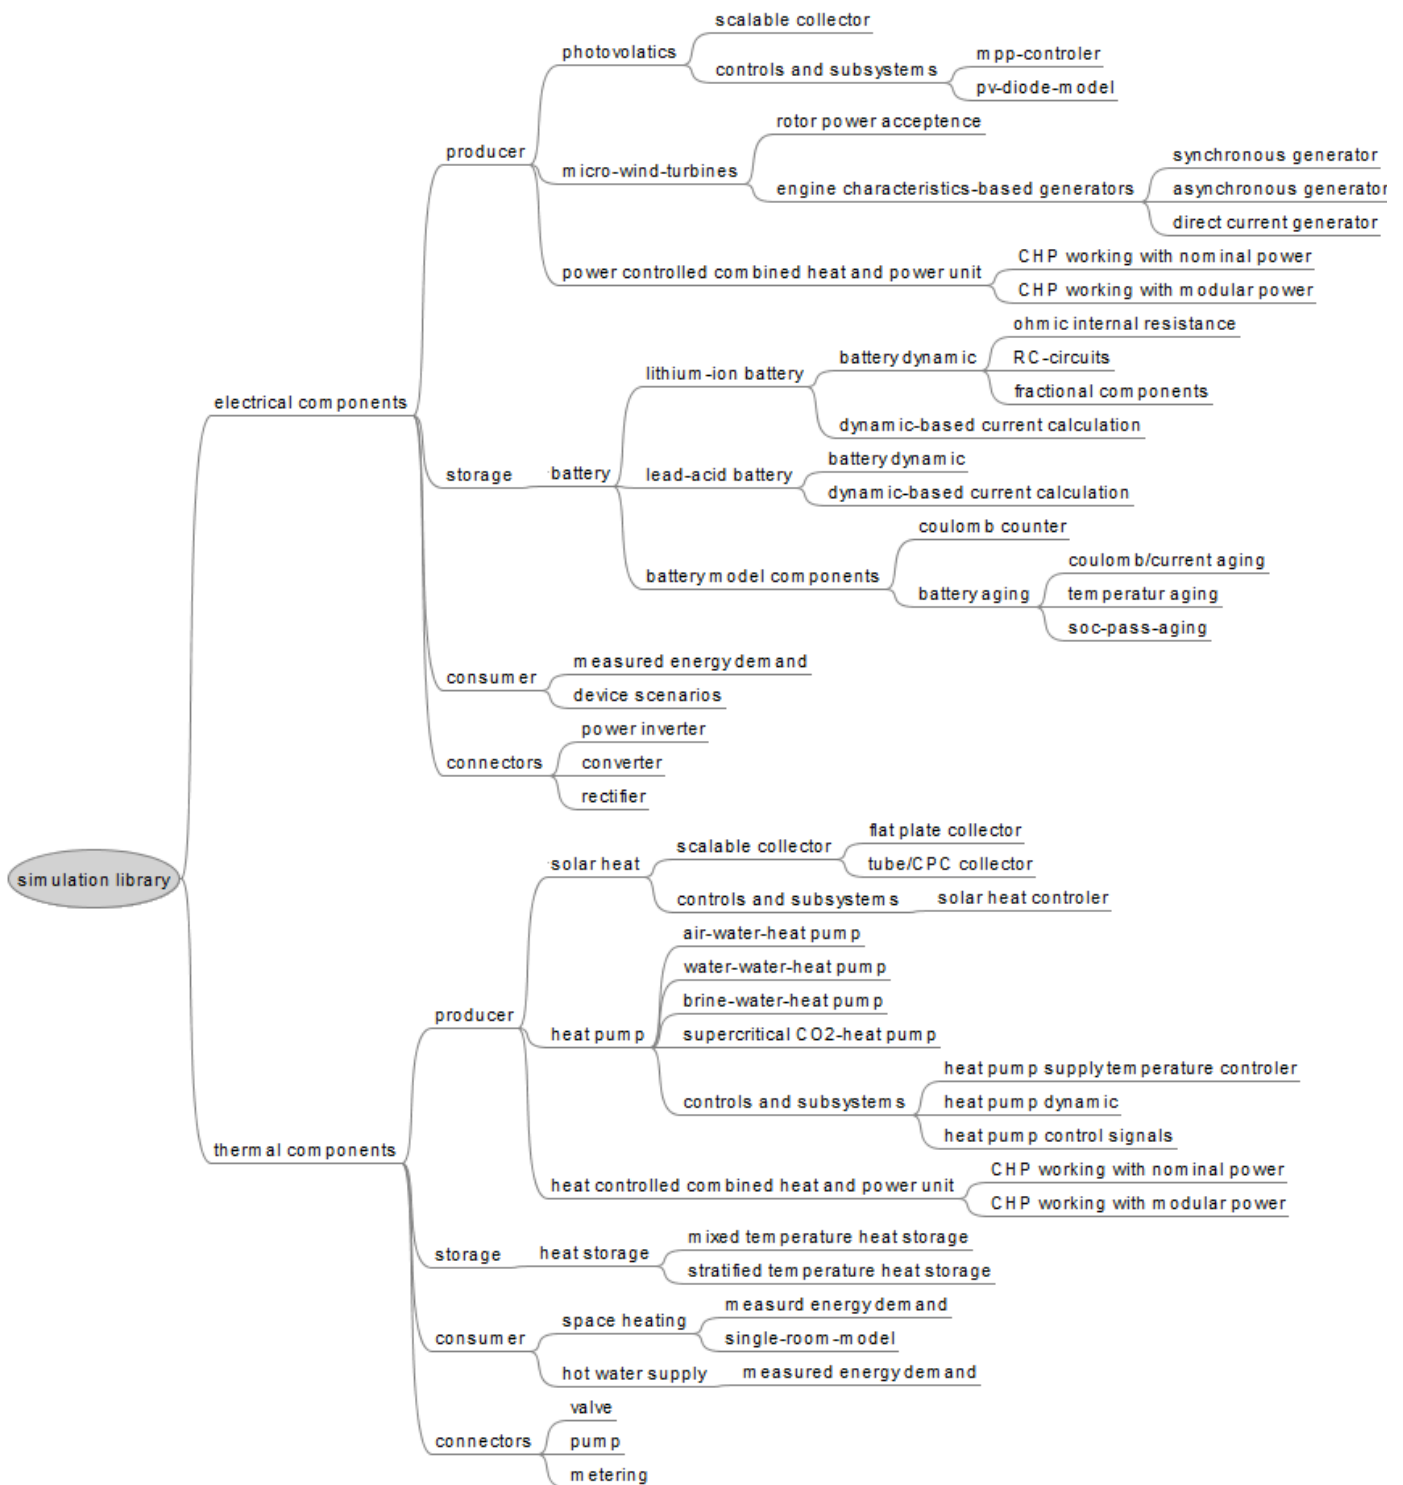 scalable collector
photovolatics
controls and subsystems
mpp-controler
pv-diode-model
rotor power acceptence
producer
micro-wind-turbines
engine characteristics-based generators
synchronous generator
asynchronous generator
direct current generator
power controlled combined heat and power unit
CHP working with nominal power
CHP working with modular power
electrical components
ohmic internal resistance
battery dynamic
RC-circuits
lithium-ion battery
fractional components
dynamic-based current calculation
storage
battery
lead-acid battery
battery dynamic
dynamic-based current calculation
coulomb counter
battery model components
coulomb/current aging
battery aging
temperatur aging
soc-pass-aging
consumer
measured energy demand
device scenarios
power inverter
connectors
converter
rectifier
simulation library
solar heat
scalable collector
flat plate collector
tube/CPC collector
controls and subsystems
solar heat controler
producer
air-water-heat pump
water-water-heat pump
brine-water-heat pump
heat pump
supercritical CO2-heat pump
controls and subsystems
heat pump supply temperature controler
heat pump dynamic
heat pump control signals
thermal components
heat controlled combined heat and power unit
CHP working with nominal power
CHP working with modular power
storage
heat storage
mixed temperature heat storage
stratified temperature heat storage
consumer
space heating
measurd energy demand
single-room-model
hot water supply
measured energy demand
connectors
valve
pump
metering